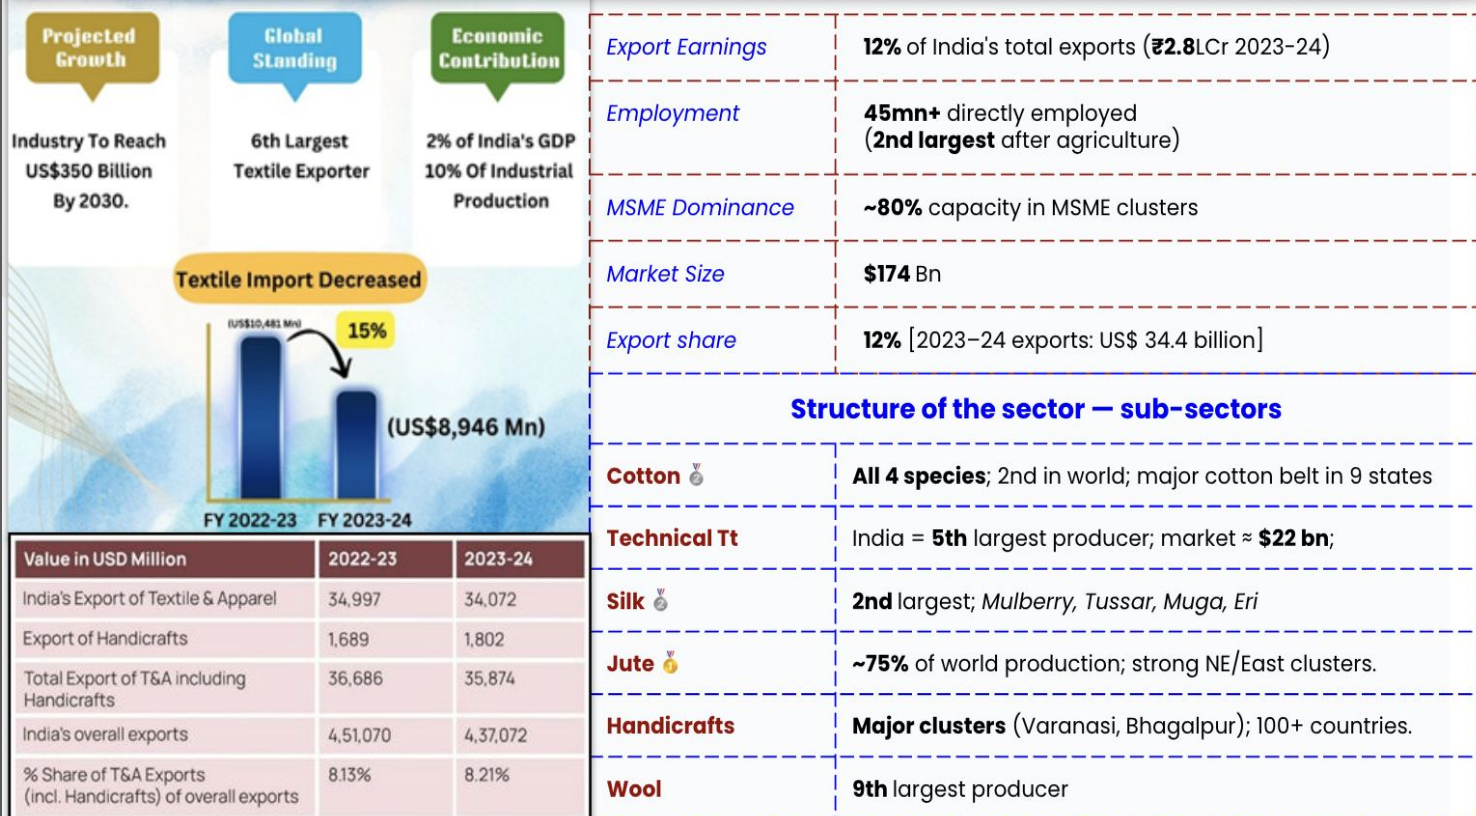 Projected
Growth
Global
Standing
Economic
Contribution
Industry To Reach
US$350 Billion
By 2030.
6th Largest
Textile Exporter
2% of India's GDP
10% Of Industrial
Production
Textile Import Decreased
(US$10,481 Mn)
15%
(US$8,946 Mn)
FY 2022-23 FY 2023-24
Value in USD Million 2022-23 2023-24
India's Export of Textile & Apparel 34,997 34,072
Export of Handicrafts 1,689 1,802
Total Export of T&A including 36,686 35,874
Handicrafts
India's overall exports 4,51,070 4,37,072
% Share of T&A Exports 8.13% 8.21%
(incl. Handicrafts) of overall exports
Export Earnings 12% of India's total exports (₹2.8LCr 2023-24)
Employment 45mn+ directly employed
(2nd largest after agriculture)
MSME Dominance ~80% capacity in MSME clusters
Market Size $174 Bn
Export share 12% [2023–24 exports: US$ 34.4 billion]
Structure of the sector — sub-sectors
Cotton 🥈 All 4 species; 2nd in world; major cotton belt in 9 states
Technical Tt India = 5th largest producer; market ≈ $22 bn;
Silk 🥈 2nd largest; Mulberry, Tussar, Muga, Eri
Jute 🥇 ~75% of world production; strong NE/East clusters.
Handicrafts Major clusters (Varanasi, Bhagalpur); 100+ countries.
Wool 9th largest producer